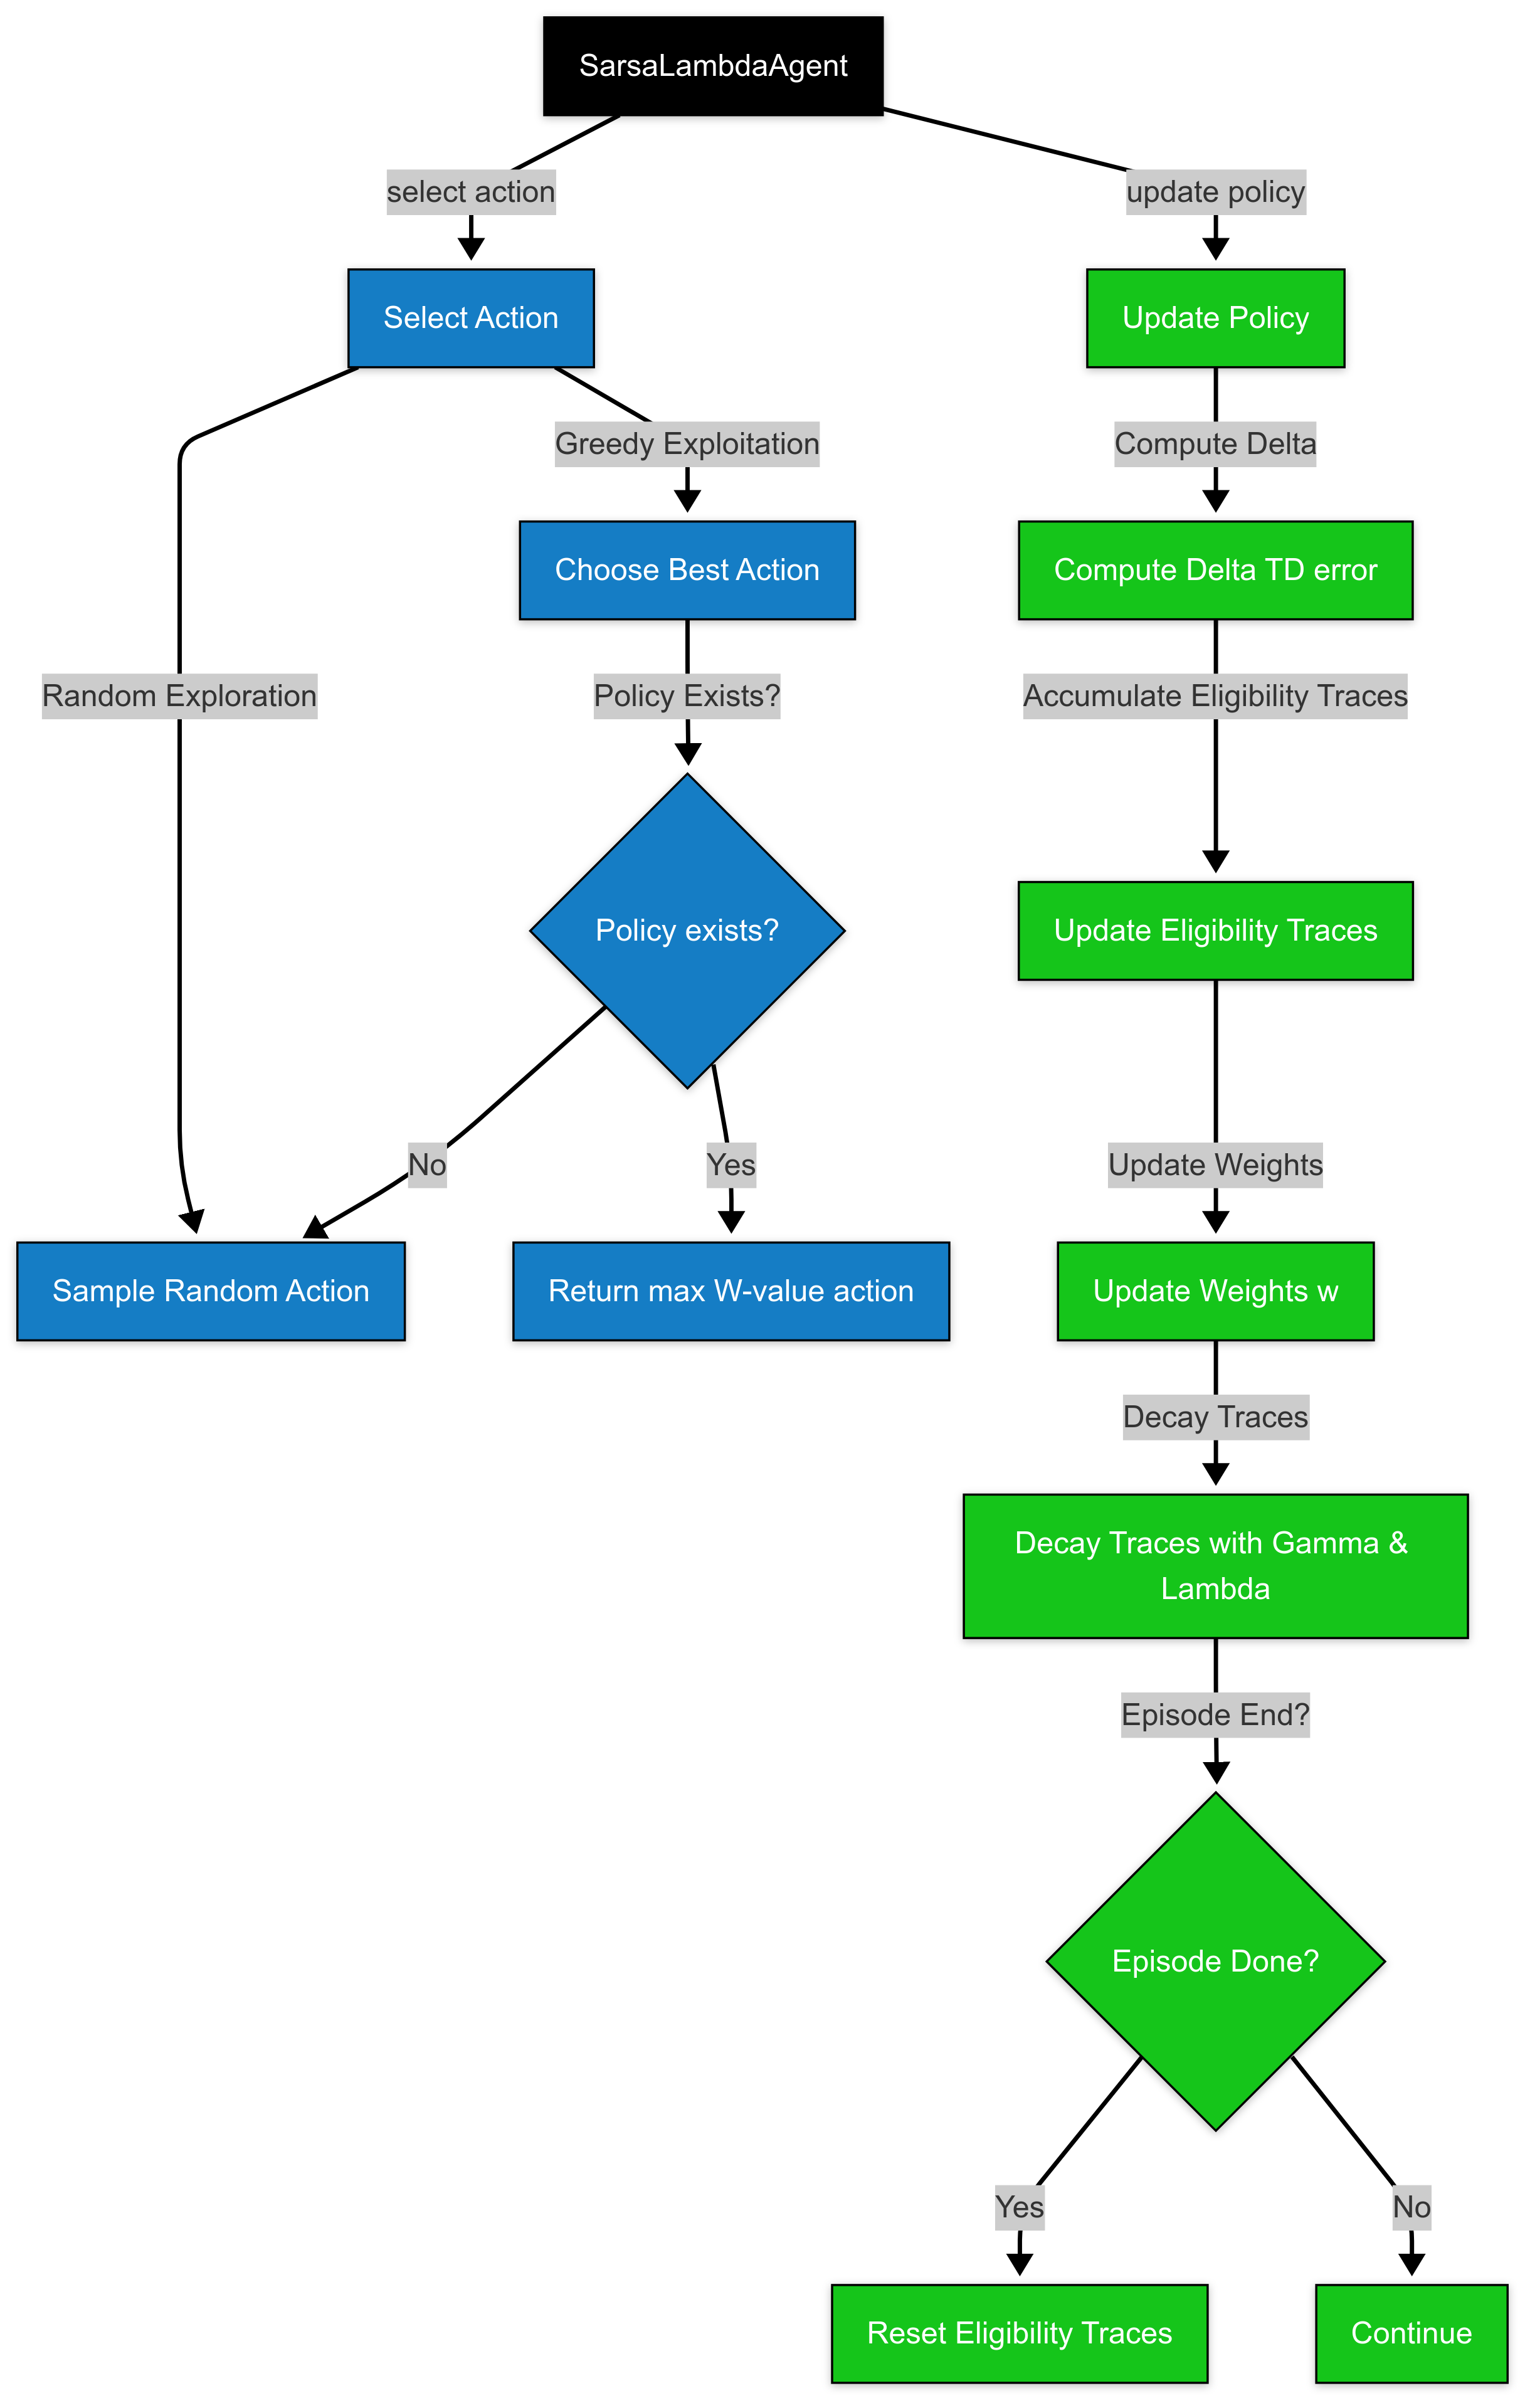 SarsaLambdaAgent
select action
update policy
Select Action
Update Policy
Greedy Exploitation
Compute Delta
Choose Best Action
Compute Delta TD error
Random Exploration
Policy Exists?
Accumulate Eligibility Traces
Policy exists?
Update Eligibility Traces
No
Yes
Update Weights
Sample Random Action
Return max W-value action
Update Weights w
Decay Traces
Decay Traces with Gamma &
Lambda
Episode End?
Episode Done?
Yes
No
Reset Eligibility Traces
Continue